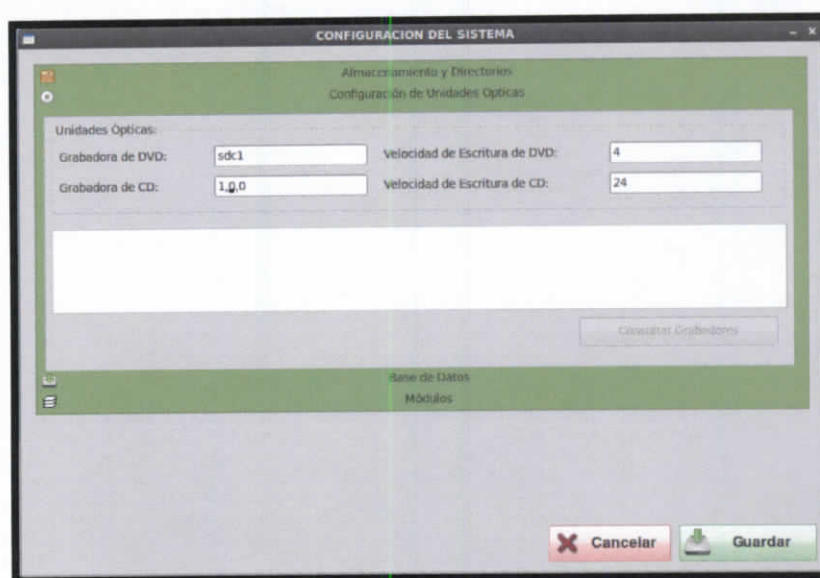 CONFIGURACION DEL SISTEMA
Almacenamiento y Directorios
Configuración de Unidades Opticas
Unidades Ópticas:
Grabadora de DVD: sdc1 Velocidad de Escritura de DVD: 4
Grabadora de CD: 1,0,0 Velocidad de Escritura de CD: 24
Consultar Grabadores
Base de Datos
Módulos
Cancelar Guardar